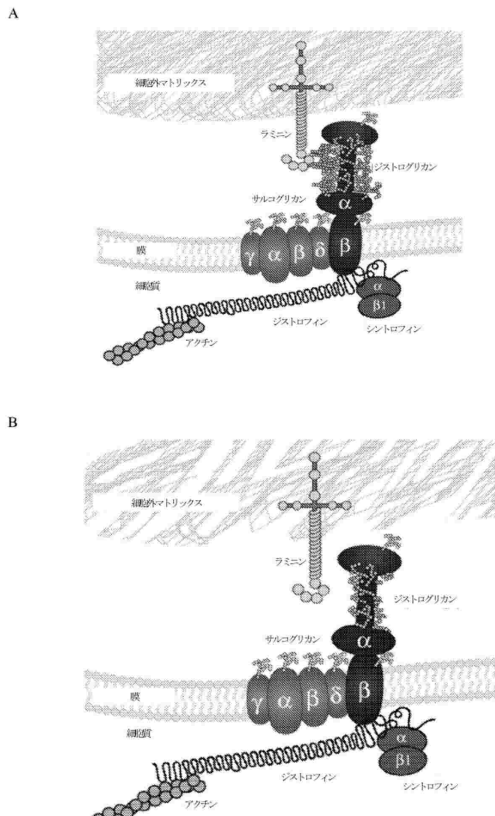 A
細胞外マトリックス
ラミニン
ジストログリカン
サルコグリカン
α
膜
γ α β δ β
細胞質
α
β1
ジストロフィン
シントロフィン
アクチン
B
細胞外マトリックス
ラミニン
ジストログリカン
サルコグリカン
α
膜
γ α β δ β
細胞質
α
β1
ジストロフィン
シントロフィン
アクチン